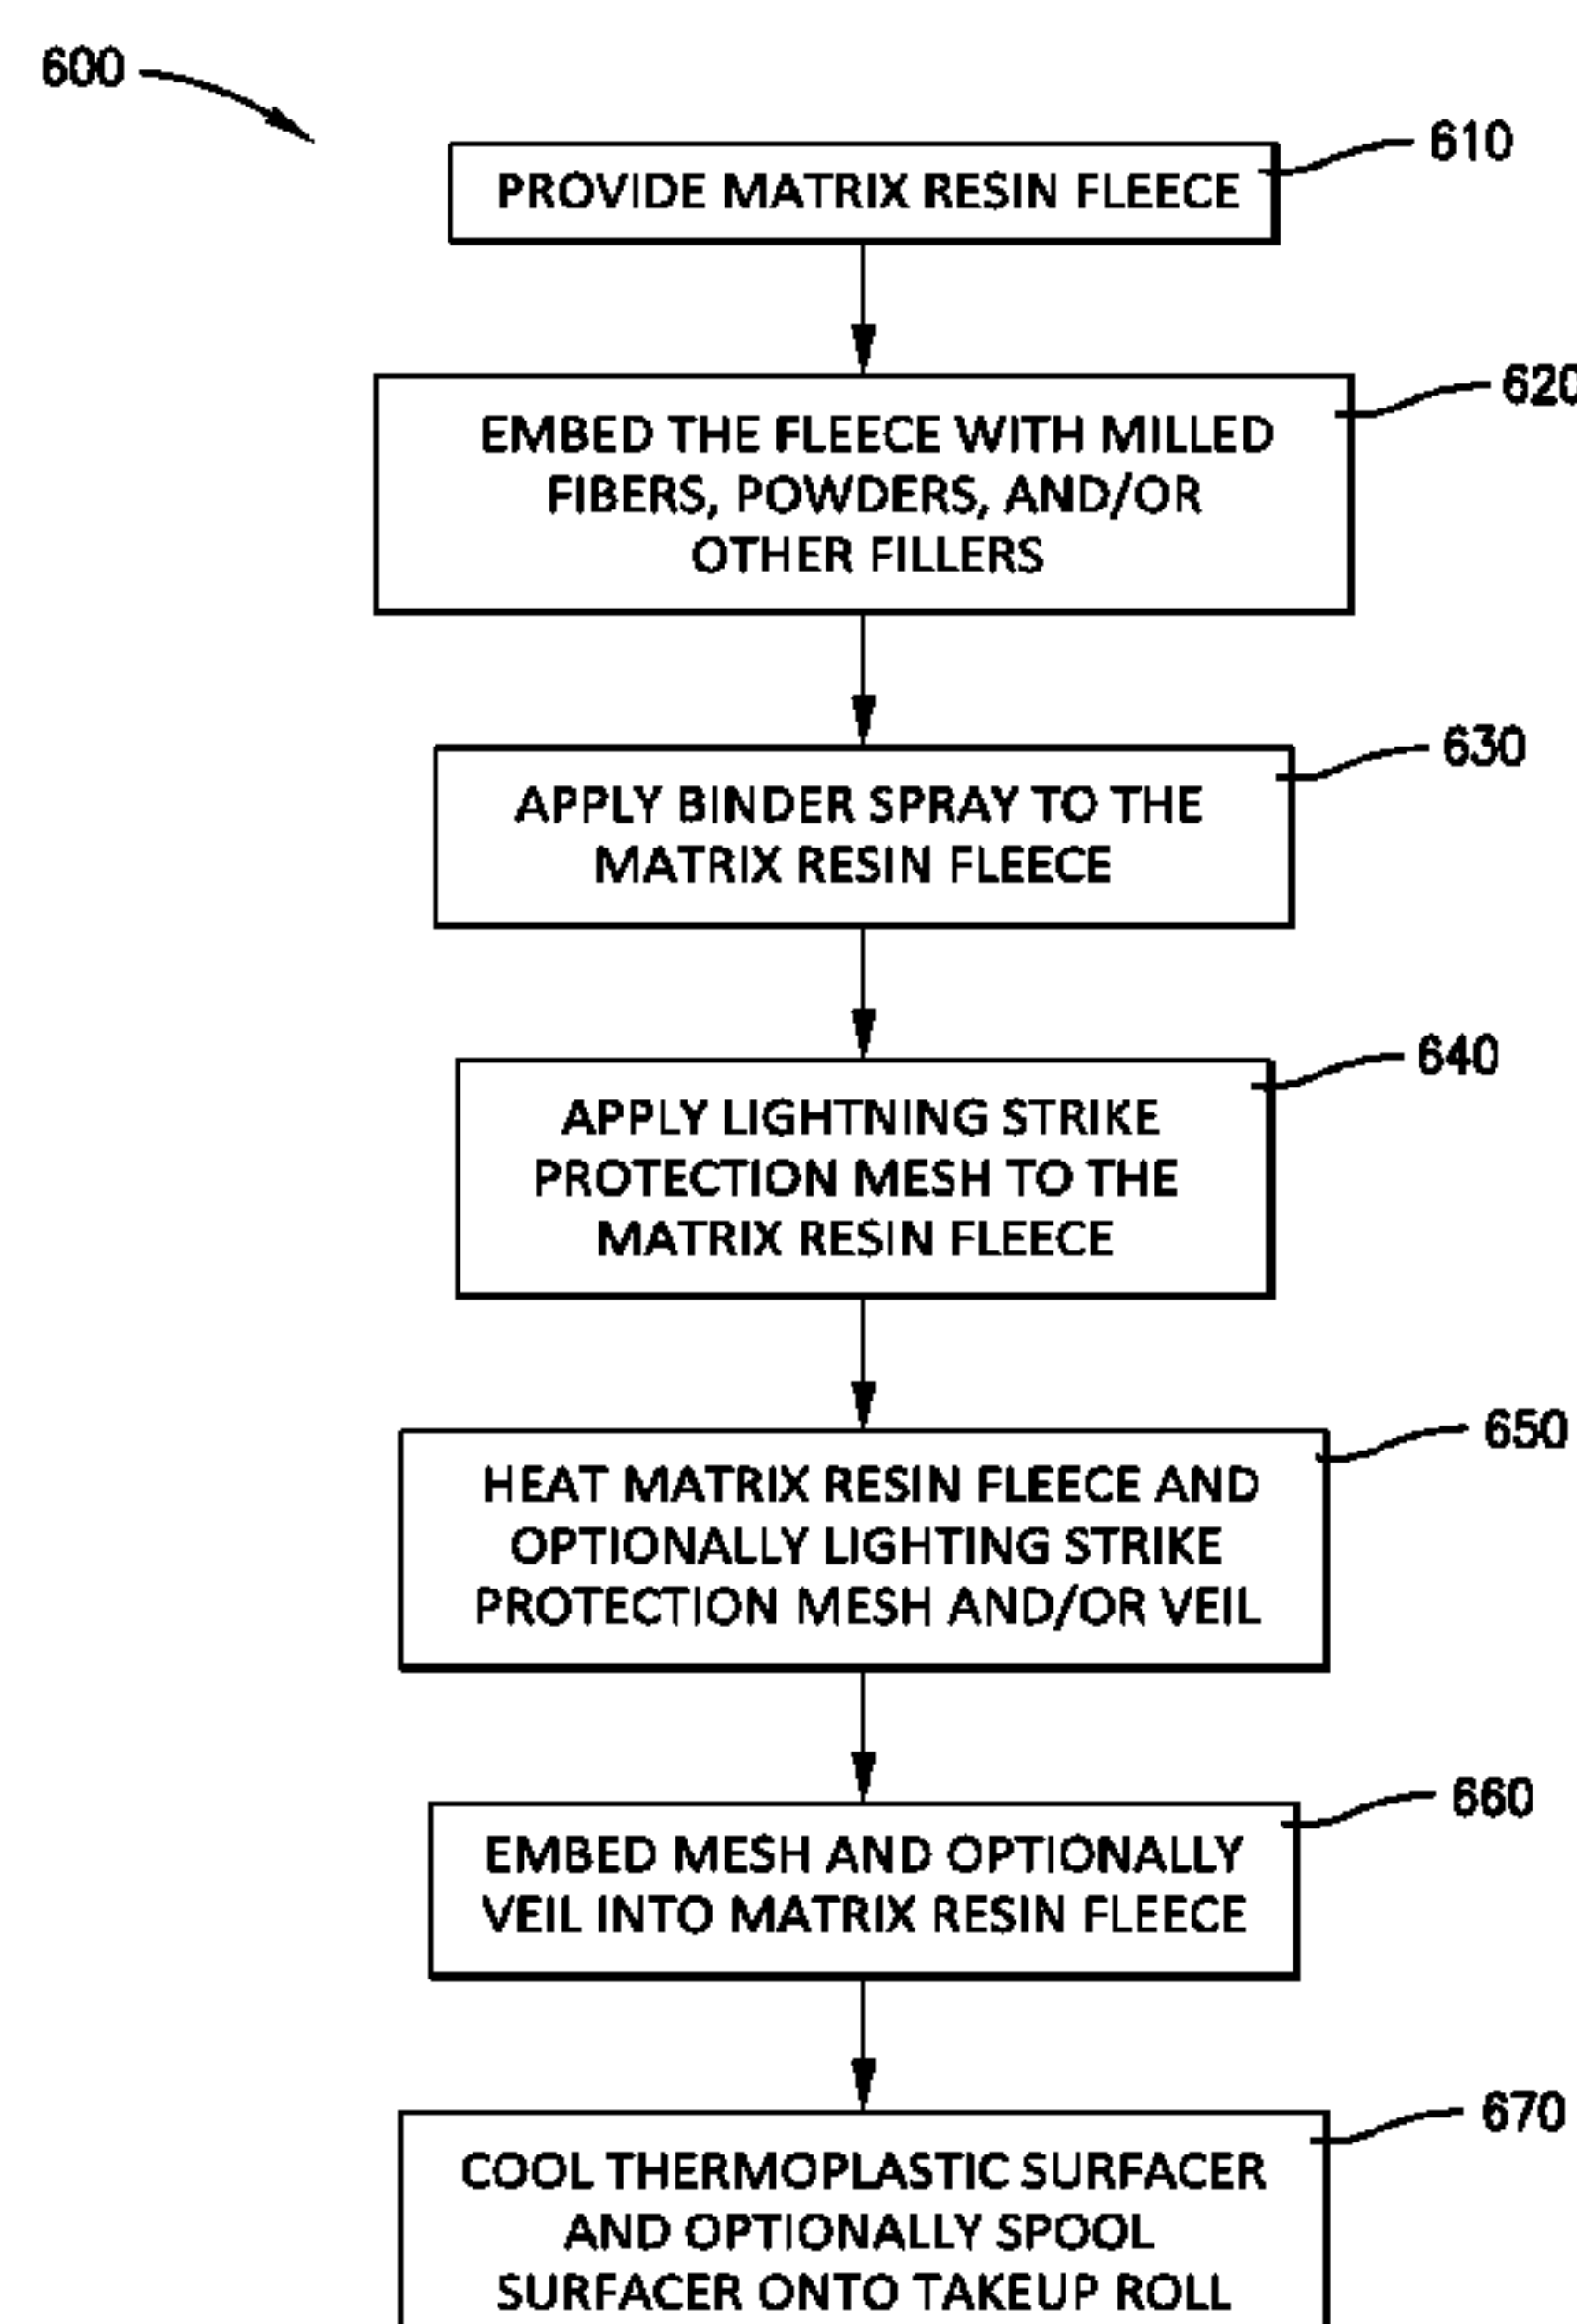 600
610
PROVIDE MATRIX RESIN FLEECE
620
EMBED THE FLEECE WITH MILLED
FIBERS, POWDERS, AND/OR
OTHER FILLERS
630
APPLY BINDER SPRAY TO THE
MATRIX RESIN FLEECE
640
APPLY LIGHTNING STRIKE
PROTECTION MESH TO THE
MATRIX RESIN FLEECE
650
HEAT MATRIX RESIN FLEECE AND
OPTIONALLY LIGHTING STRIKE
PROTECTION MESH AND/OR VEIL
660
EMBED MESH AND OPTIONALLY
VEIL INTO MATRIX RESIN FLEECE
670
COOL THERMOPLASTIC SURFACER
AND OPTIONALLY SPOOL
SURFACER ONTO TAKEUP ROLL